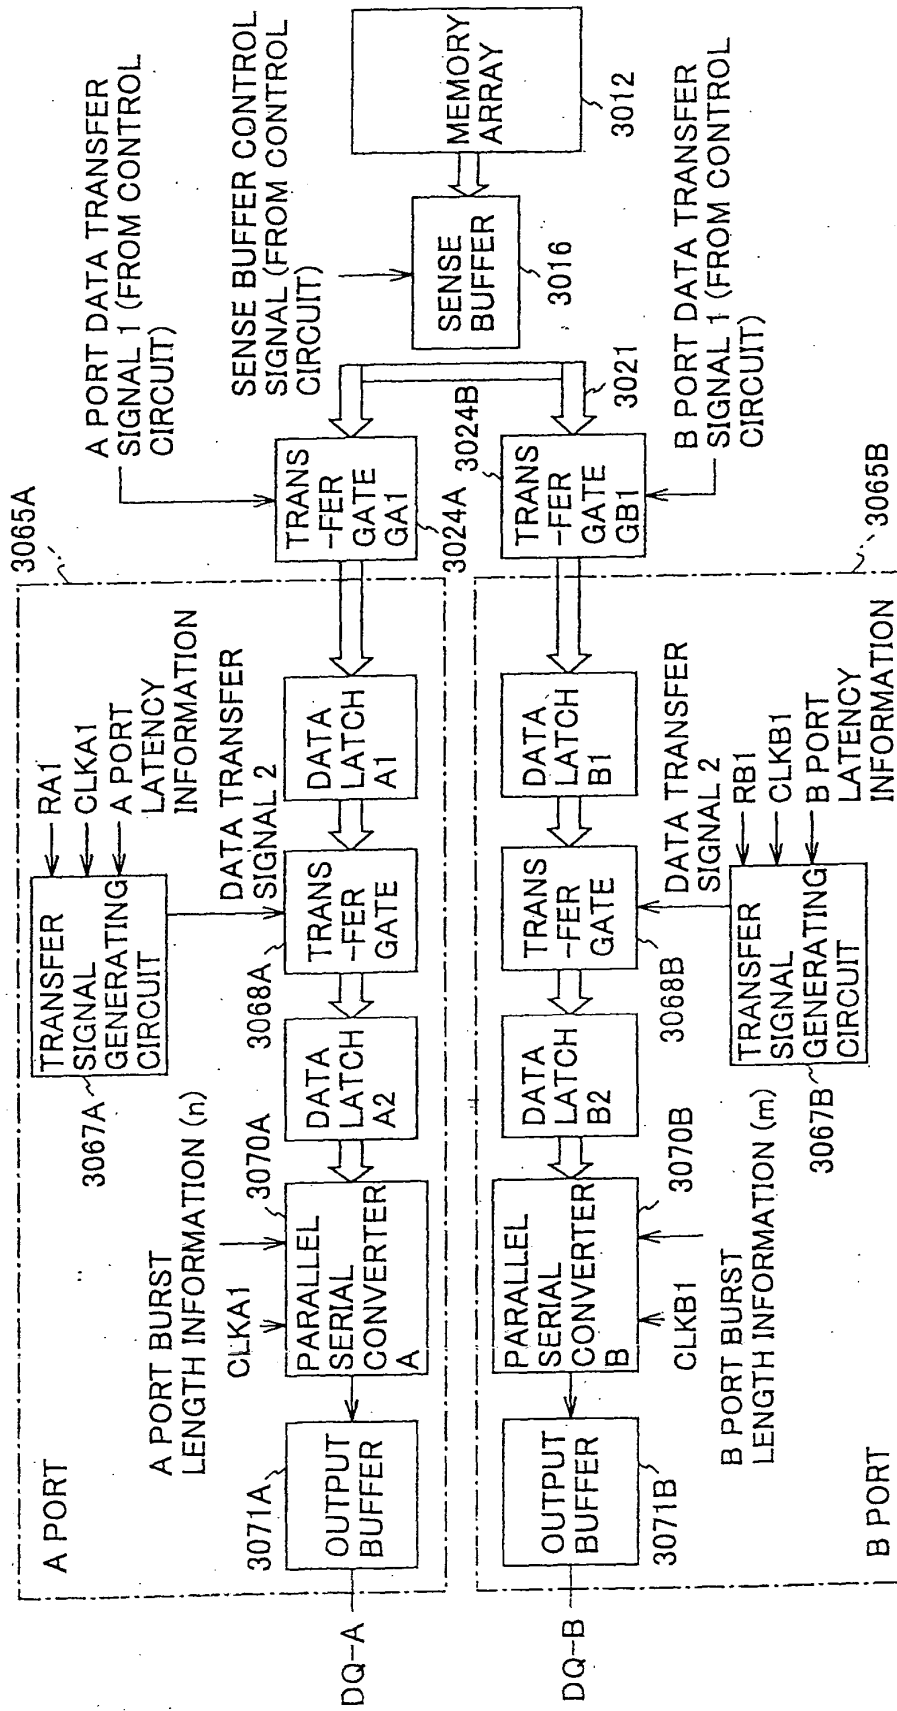 3065A
A PORT
A PORT BURST
LENGTH INFORMATION (n)
CLKA1
3067A
TRANSFER
SIGNAL
GENERATING
CIRCUIT
RA1
CLKA1
A PORT
LATENCY
INFORMATION
DATA TRANSFER
SIGNAL 2
A PORT DATA TRANSFER
SIGNAL 1 (FROM CONTROL
CIRCUIT)
SENSE BUFFER CONTROL
SIGNAL (FROM CONTROL
CIRCUIT)
3071A
3070A
3068A
DQ-A
OUTPUT
BUFFER
PARALLEL
SERIAL
CONVERTER
A
DATA
LATCH
A2
TRANS
-FER
GATE
DATA
LATCH
A1
TRANS
-FER
GATE
GA1
3024A
SENSE
BUFFER
3016
MEMORY
ARRAY
3012
3024B
3021
DQ-B
OUTPUT
BUFFER
PARALLEL
SERIAL
CONVERTER
B
DATA
LATCH
B2
TRANS
-FER
GATE
DATA
LATCH
B1
TRANS
-FER
GATE
GB1
3071B
3070B
3068B
CLKB1
B PORT BURST
LENGTH INFORMATION (m)
DATA TRANSFER
SIGNAL 2
3067B
TRANSFER
SIGNAL
GENERATING
CIRCUIT
RB1
CLKB1
B PORT
LATENCY
INFORMATION
B PORT DATA TRANSFER
SIGNAL 1 (FROM CONTROL
CIRCUIT)
B PORT
3065B